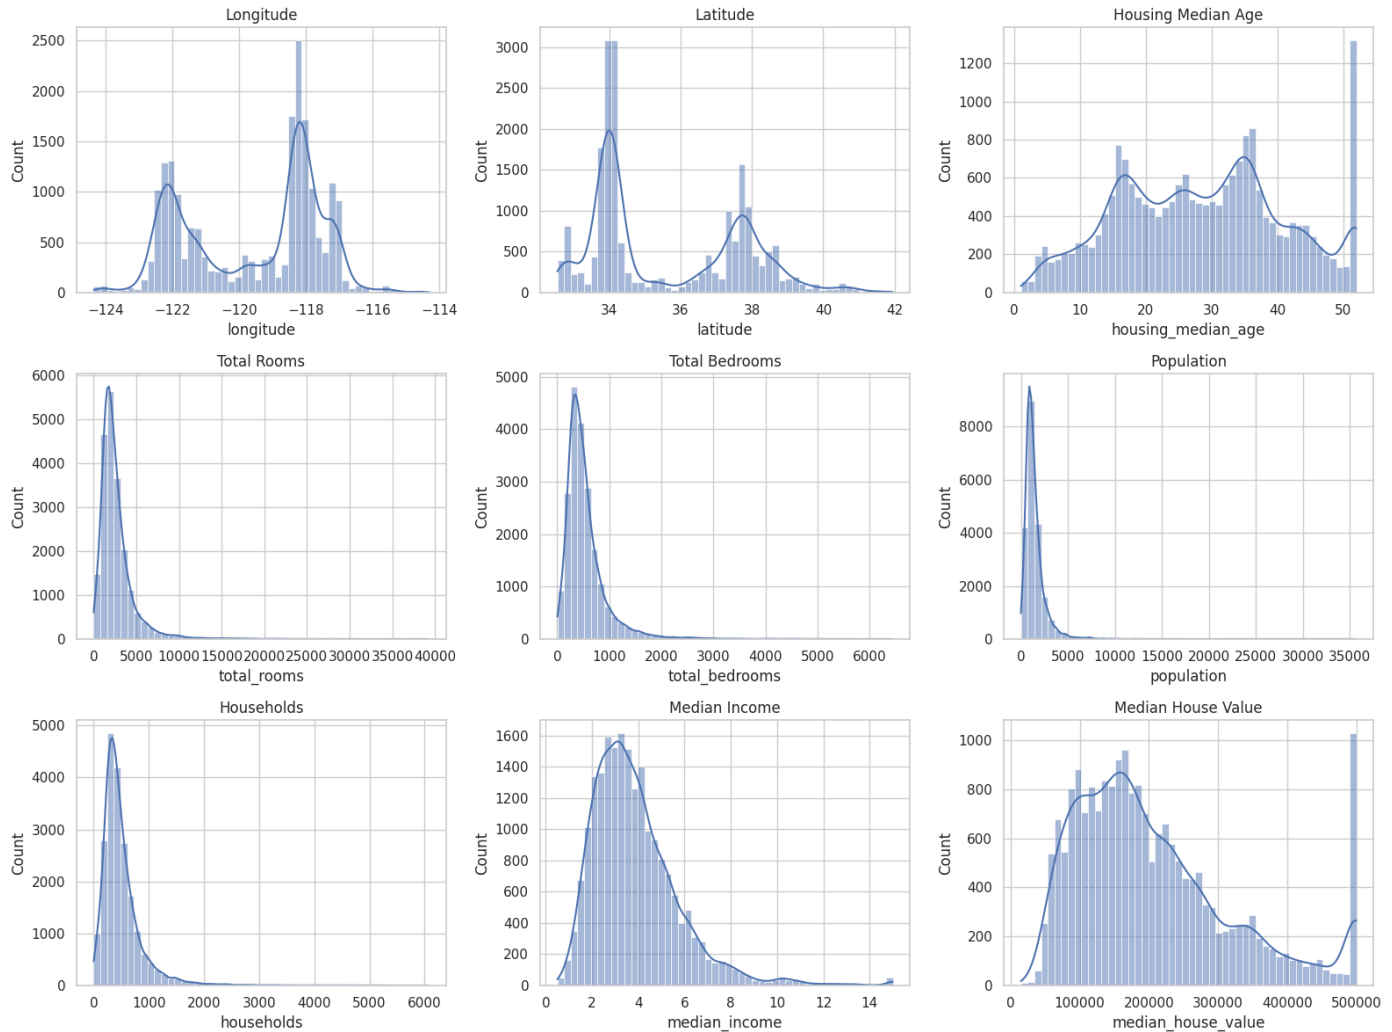 Longitude
Count
2500
2000
1500
1000
500
0
−124 −122 −120 −118 −116 −114
longitude
Latitude
Count
3000
2500
2000
1500
1000
500
0
34 36 38 40 42
latitude
Housing Median Age
Count
1200
1000
800
600
400
200
0
0 10 20 30 40 50
housing_median_age
Total Rooms
Count
6000
5000
4000
3000
2000
1000
0
0 5000 10000 15000 20000 25000 30000 35000 40000
total_rooms
Total Bedrooms
Count
5000
4000
3000
2000
1000
0
0 1000 2000 3000 4000 5000 6000
total_bedrooms
Population
Count
8000
6000
4000
2000
0
0 5000 10000 15000 20000 25000 30000 35000
population
Households
Count
5000
4000
3000
2000
1000
0
0 1000 2000 3000 4000 5000 6000
households
Median Income
Count
1600
1400
1200
1000
800
600
400
200
0
0 2 4 6 8 10 12 14
median_income
Median House Value
Count
1000
800
600
400
200
0
0 100000 200000 300000 400000 500000
median_house_value